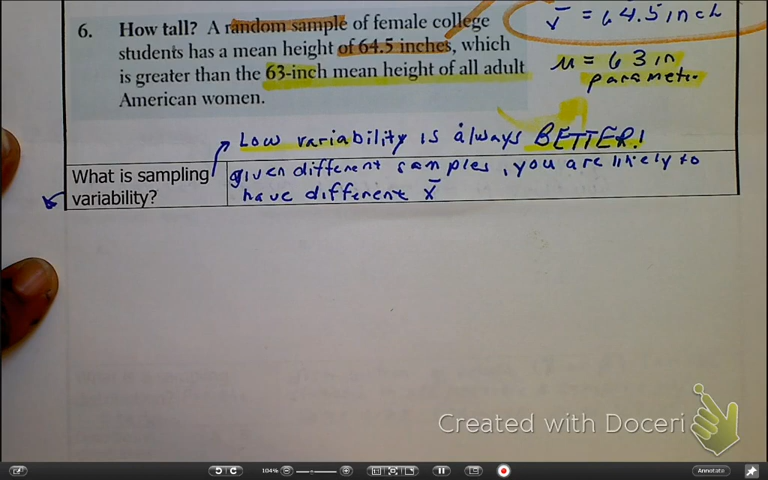 6. How tall? A random sample of female college
students has a mean height of 64.5 inches, which
is greater than the 63-inch mean height of all adult
American women.
x̄ = 64.5 inch
μ = 63 in
parameter
Low variability is always BETTER!
What is sampling
variability?
given different samples, you are likely to
have different x̄
Created with Doceri
104%
Annotate